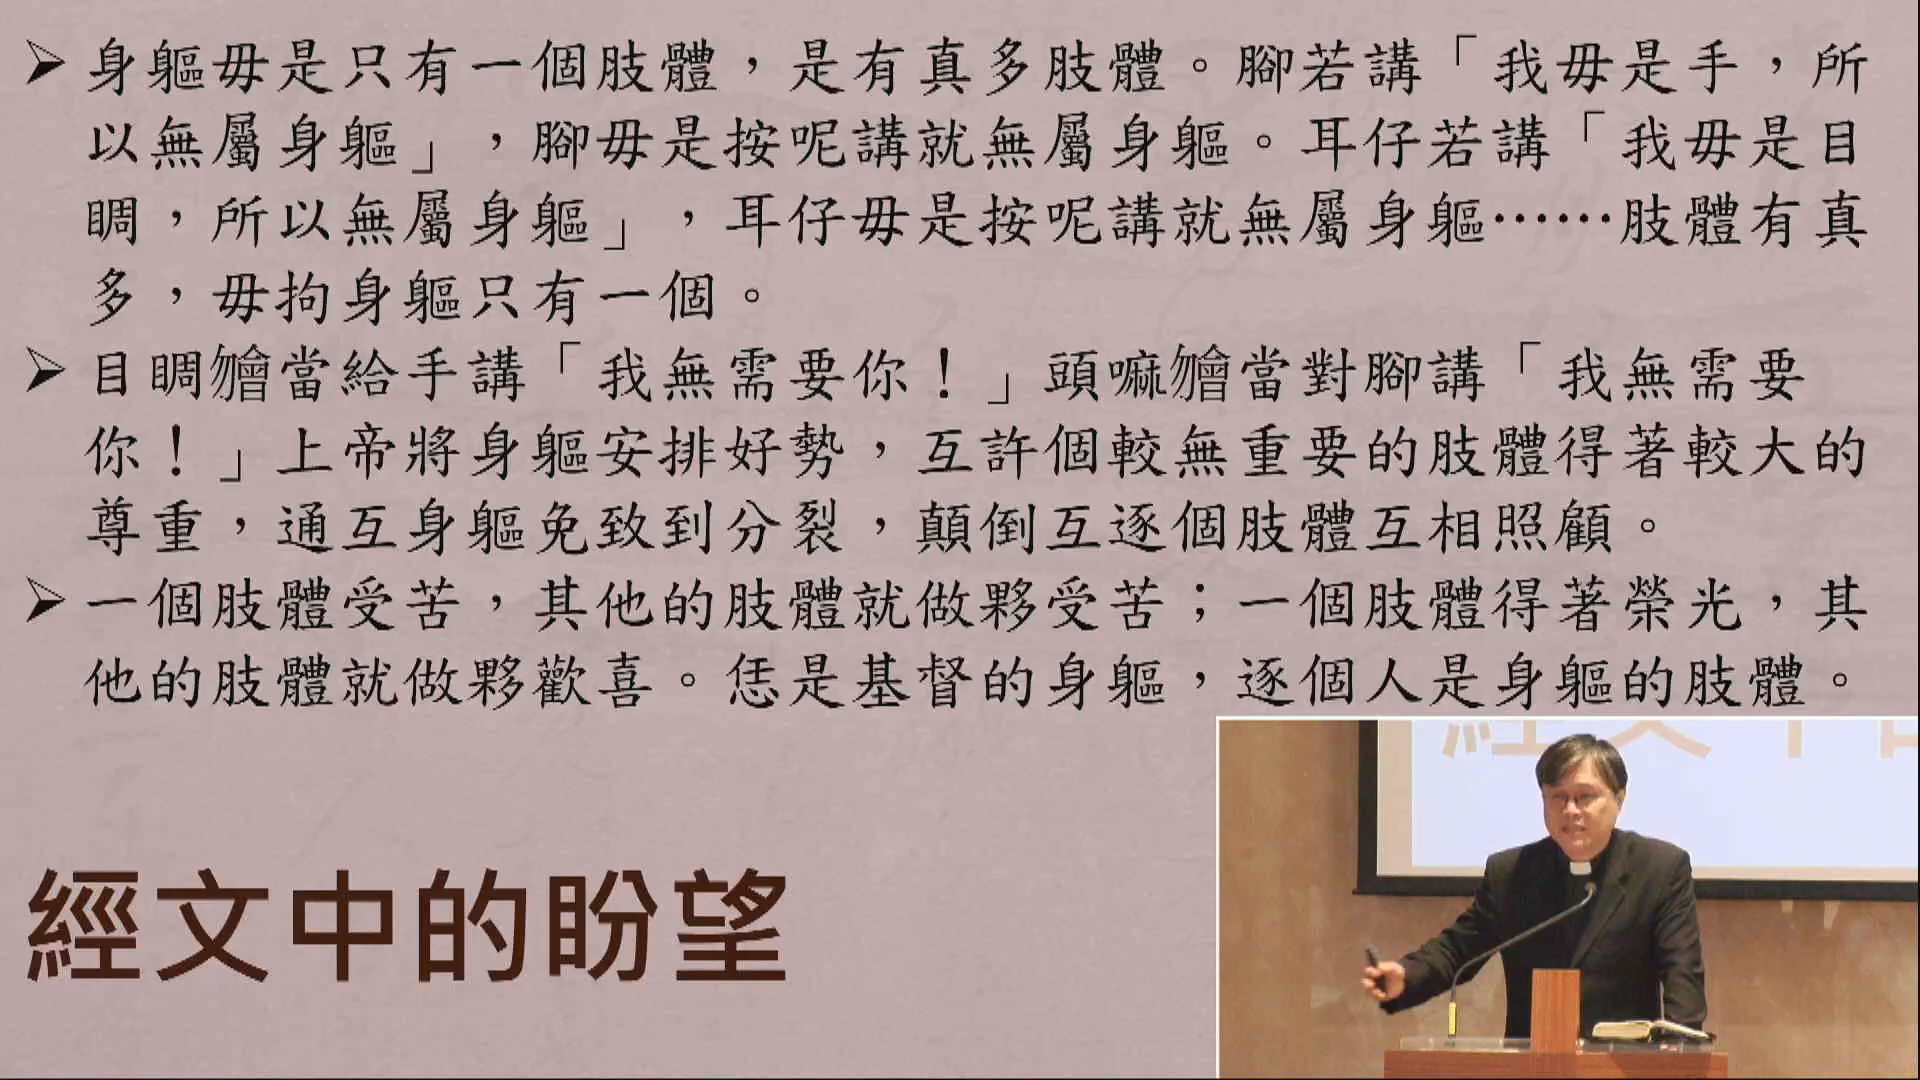 ➢ 身軀毋是只有一個肢體，是有真多肢體。腳若講「我毋是手，所
以無屬身軀」，腳毋是按呢講就無屬身軀。耳仔若講「我毋是目
睭，所以無屬身軀」，耳仔毋是按呢講就無屬身軀……肢體有真
多，毋拘身軀只有一個。
➢ 目睭𣍐當給手講「我無需要你！」頭嘛𣍐當對腳講「我無需要
你！」上帝將身軀安排好勢，互許個較無重要的肢體得著較大的
尊重，通互身軀免致到分裂，顛倒互逐個肢體互相照顧。
➢ 一個肢體受苦，其他的肢體就做夥受苦；一個肢體得著榮光，其
他的肢體就做夥歡喜。恁是基督的身軀，逐個人是身軀的肢體。
經文中的盼望